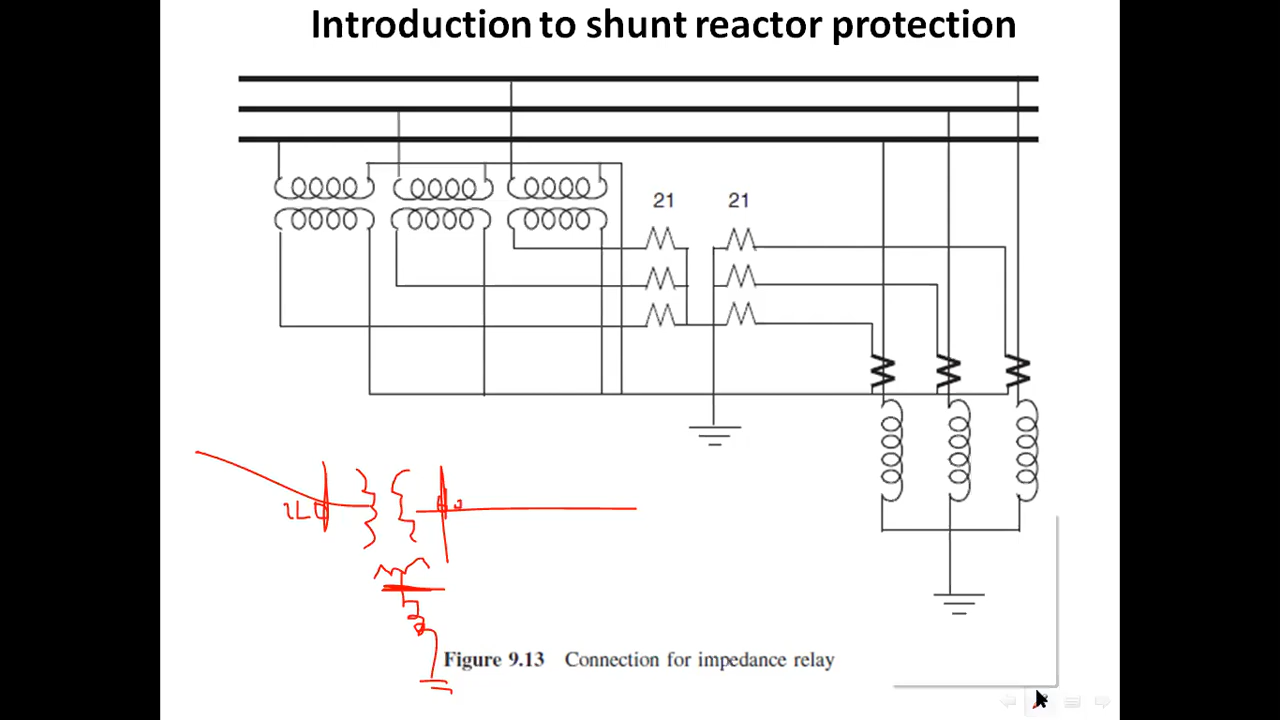 Introduction to shunt reactor protection
21 21
Figure 9.13 Connection for impedance relay